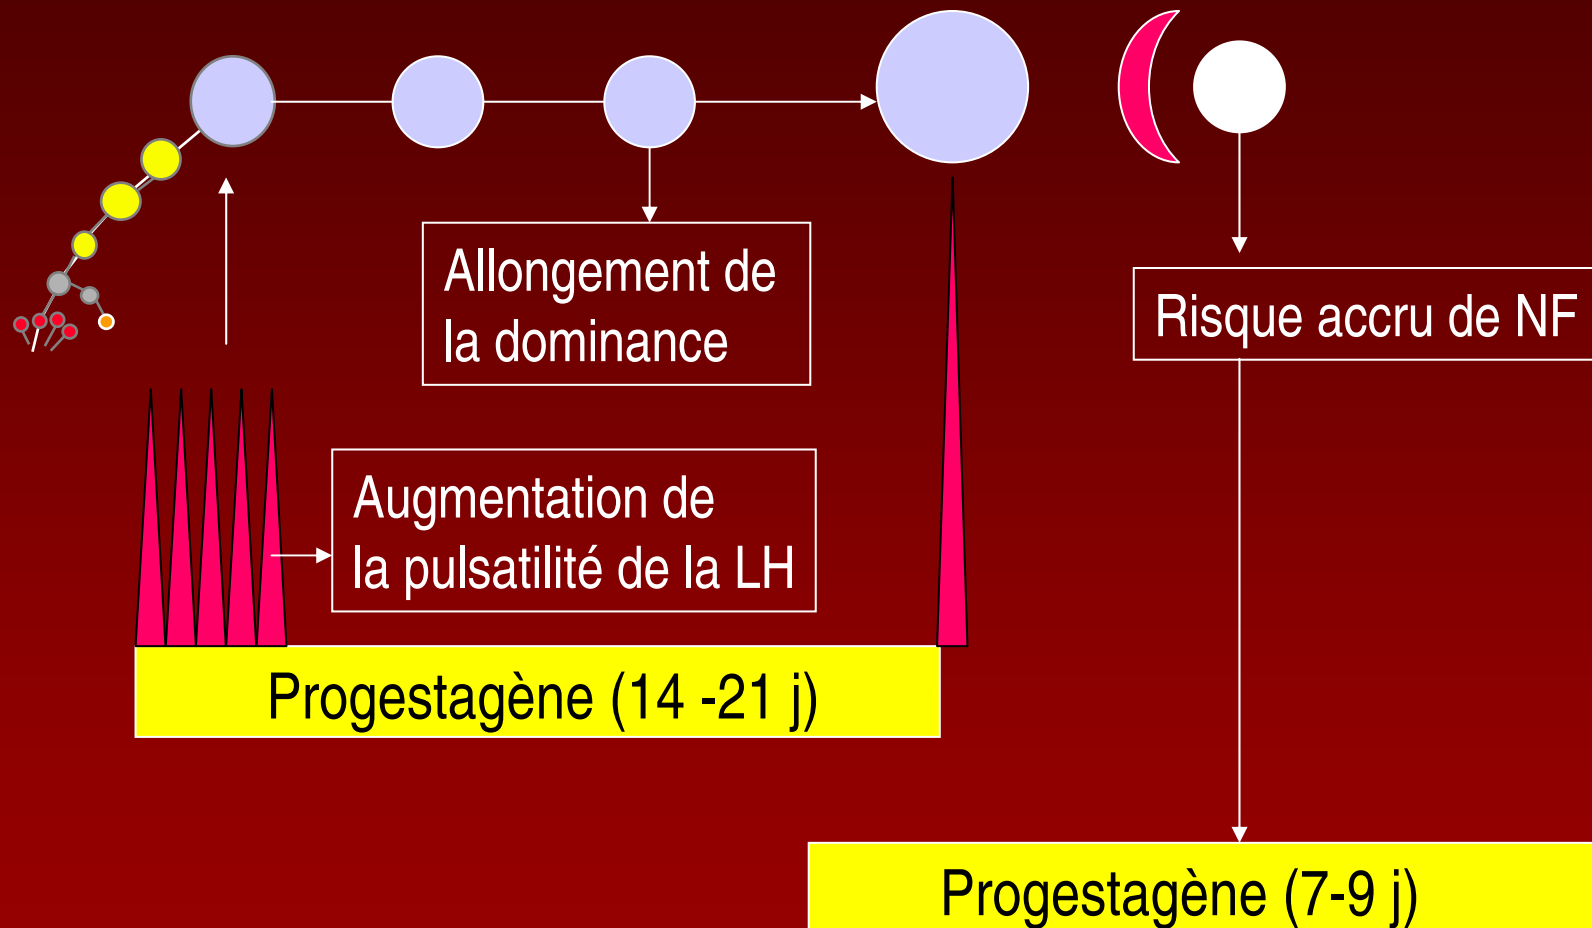 Allongement de
la dominance
Risque accru de NF
Augmentation de
la pulsatilité de la LH
Progestagène (14 -21 j)
Progestagène (7-9 j)